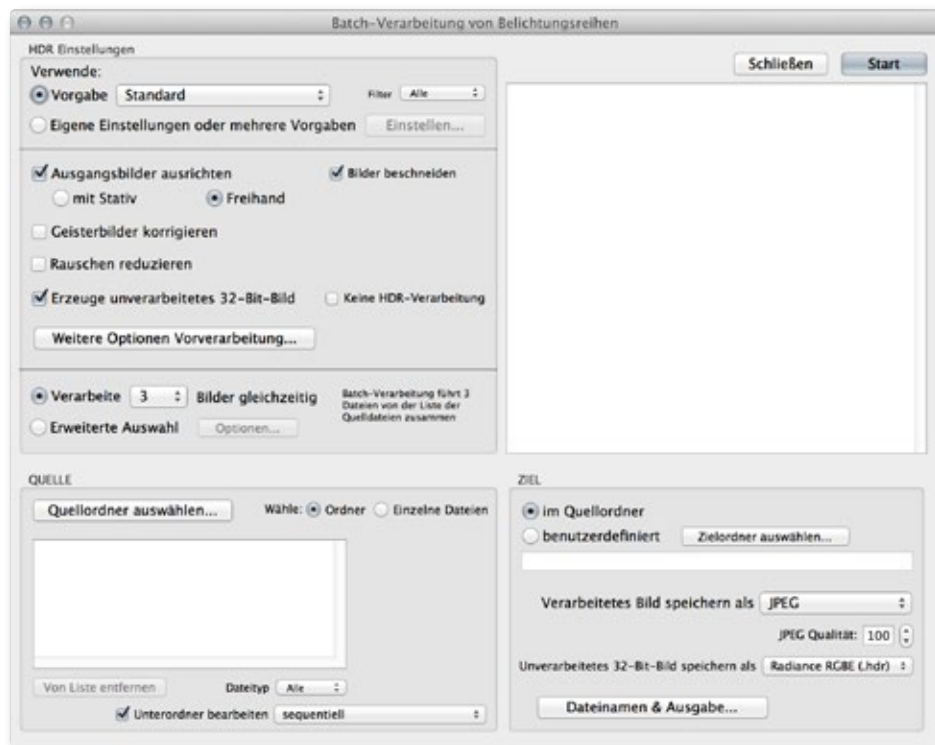 Batch-Verarbeitung von Belichtungsreihen
HDR Einstellungen
Verwende:
Vorgabe Standard Filter Alle
Eigene Einstellungen oder mehrere Vorgaben Einstellen...
Ausgangsbilder ausrichten Bilder beschneiden
mit Stativ Freihand
Geisterbilder korrigieren
Rauschen reduzieren
Erzeuge unverarbeitetes 32-Bit-Bild Keine HDR-Verarbeitung
Weitere Optionen Vorverarbeitung...
Verarbeite 3 Bilder gleichzeitig
Batch-Verarbeitung führt 3
Dateien von der Liste der
Quelldateien zusammen
Erweiterte Auswahl Optionen...
Schließen Start
QUELLE
Quellordner auswählen... Wähle: Ordner Einzelne Dateien
Von Liste entfernen Dateityp Alle
Unterordner bearbeiten sequentiell
ZIEL
im Quellordner
benutzerdefiniert Zielordner auswählen...
Verarbeitetes Bild speichern als JPEG
JPEG Qualität: 100
Unverarbeitetes 32-Bit-Bild speichern als Radiance RGBE (.hdr)
Dateinamen & Ausgabe...